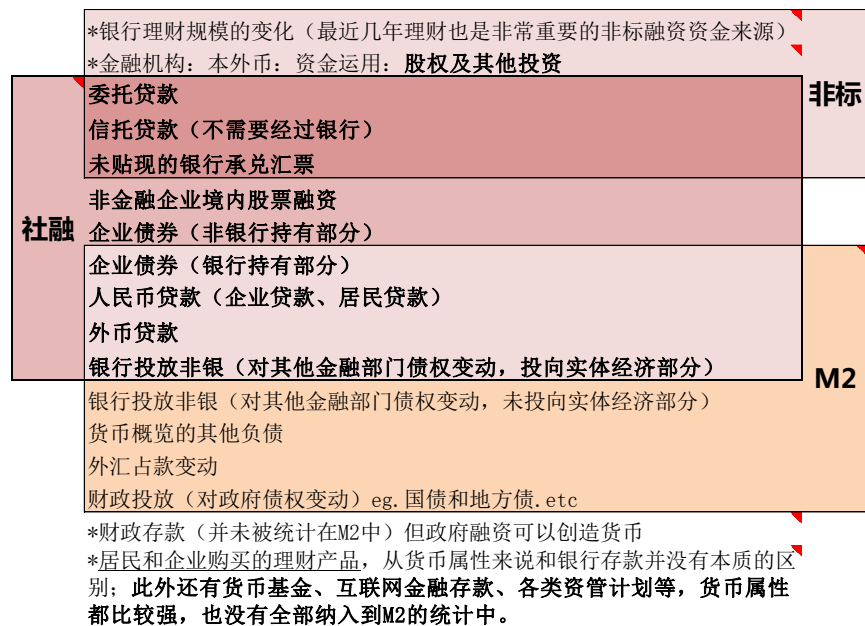 *银行理财规模的变化（最近几年理财也是非常重要的非标融资资金来源）
*金融机构：本外币：资金运用：股权及其他投资
委托贷款
非标
信托贷款（不需要经过银行）
未贴现的银行承兑汇票
非金融企业境内股票融资
社融
企业债券（非银行持有部分）
企业债券（银行持有部分）
人民币贷款（企业贷款、居民贷款）
外币贷款
银行投放非银（对其他金融部门债权变动，投向实体经济部分）
M2
银行投放非银（对其他金融部门债权变动，未投向实体经济部分）
货币概览的其他负债
外汇占款变动
财政投放（对政府债权变动）eg.国债和地方债.etc
*财政存款（并未被统计在M2中）但政府融资可以创造货币
*居民和企业购买的理财产品，从货币属性来说和银行存款并没有本质的区
别；此外还有货币基金、互联网金融存款、各类资管计划等，货币属性
都比较强，也没有全部纳入到M2的统计中。